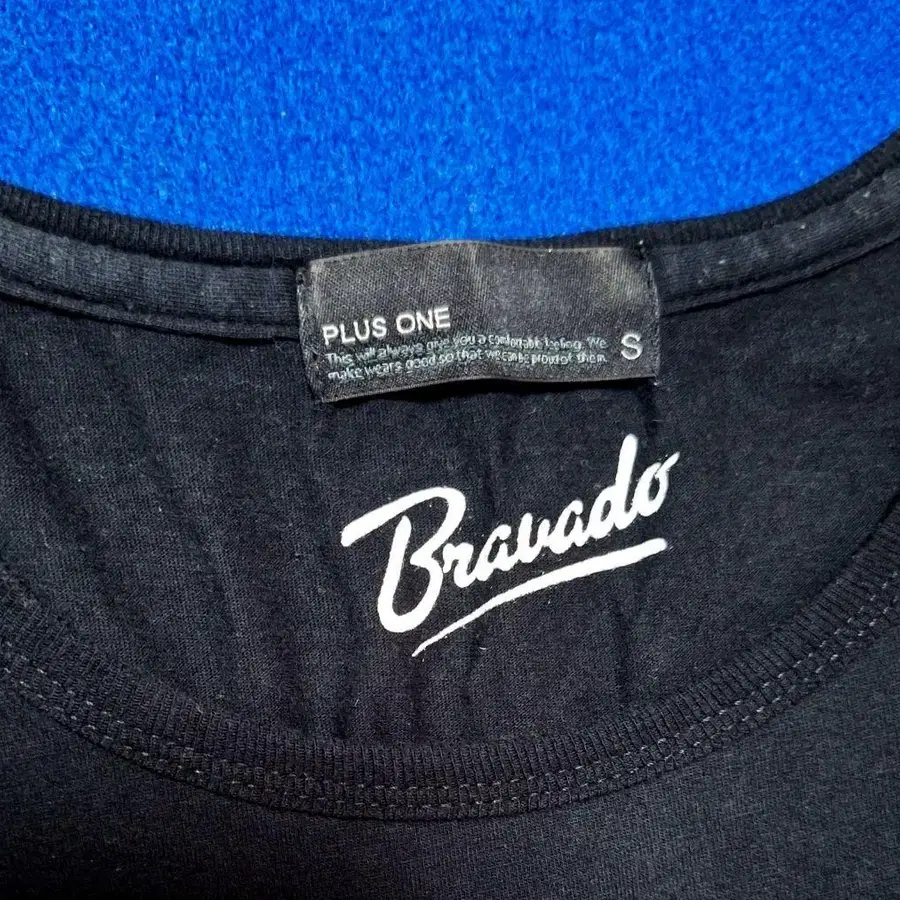 PLUS ONE
This will always give you a comfortable feeling. We
make wears good so that we can be proud of them.
S
Bravado